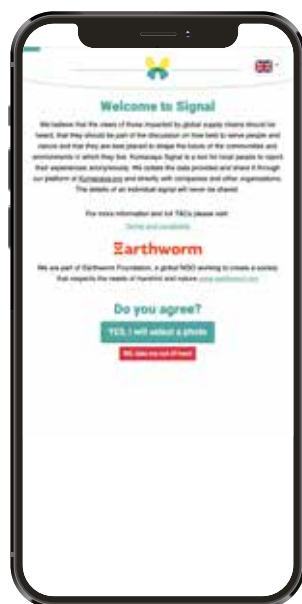 Welcome to Signal
We believe that the views of those impacted by global supply chains should be
heard, that they should be part of the discussion on how best to serve people and
nature and that they are best placed to shape the future of the communities and
environments in which they live. Kumacaya Signal is a tool for local people to report
their experiences anonymously. We collate the data provided and share it through
our platform of Kumacaya.org and directly with companies and other organisations.
The details of an individual signal will never be shared.
For more information and full T&Cs please visit:
Terms and conditions
Earthworm
We are part of Earthworm Foundation, a global NGO working to create a society
that respects the needs of humans and nature www.earthworm.org
Do you agree?
YES, I will select a photo
NO, take me out of here!